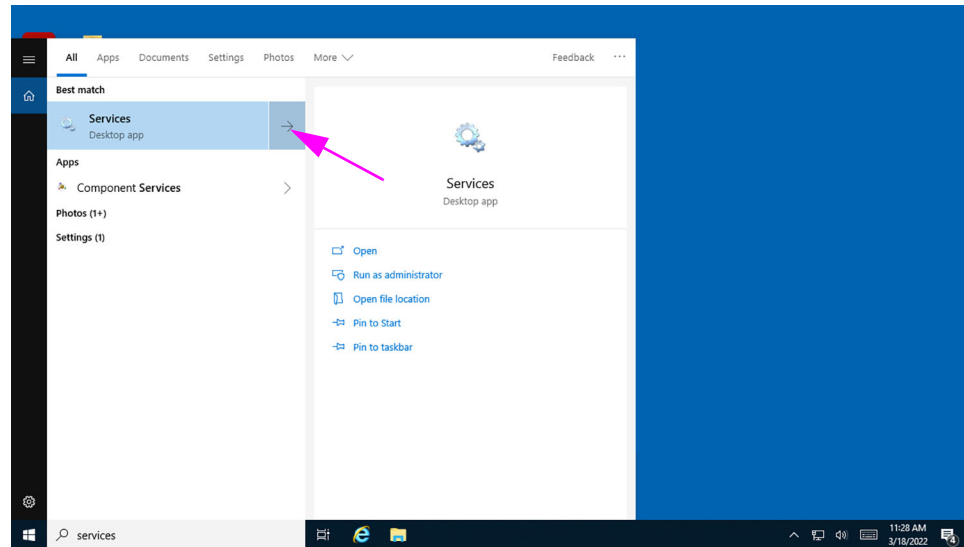 All Apps Documents Settings Photos More Feedback ...
Best match
Services
Desktop app
Apps
Component Services
Photos (1+)
Settings (1)
Services
Desktop app
Open
Run as administrator
Open file location
Pin to Start
Pin to taskbar
services
11:28 AM
3/18/2022
4